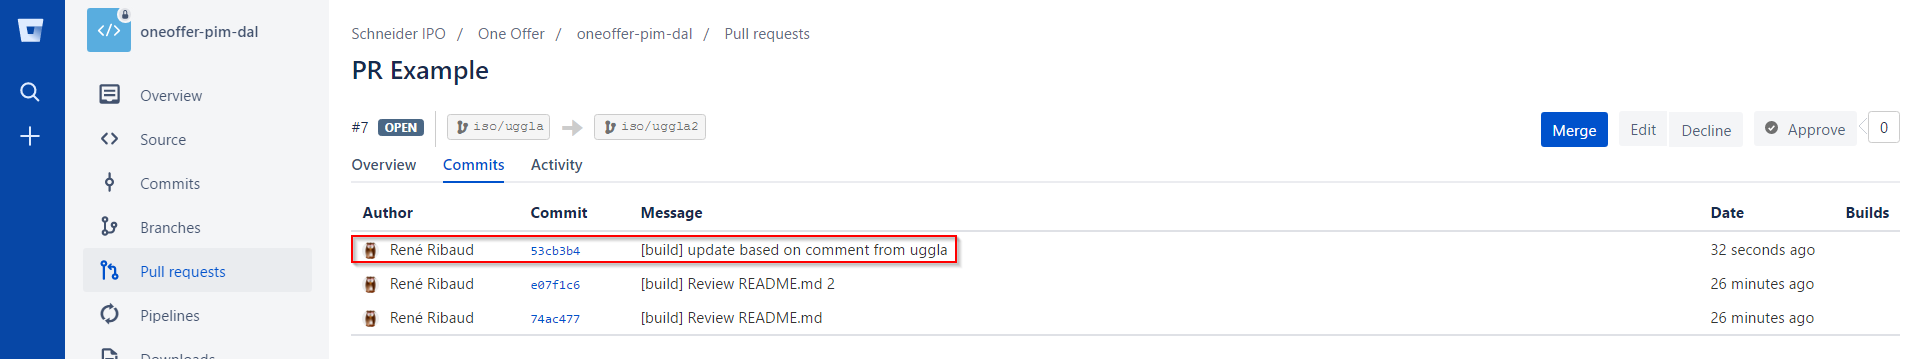 oneoffer-pim-dal
Overview
Source
Commits
Branches
Pull requests
Pipelines
Downloads
Schneider IPO / One Offer / oneoffer-pim-dal / Pull requests
PR Example
#7 OPEN iso/uggla iso/uggla2
Merge Edit Decline Approve 0
Overview Commits Activity
Author Commit Message Date Builds
René Ribaud 53cb3b4 [build] update based on comment from uggla 32 seconds ago
René Ribaud e07f1c6 [build] Review README.md 2 26 minutes ago
René Ribaud 74ac477 [build] Review README.md 26 minutes ago